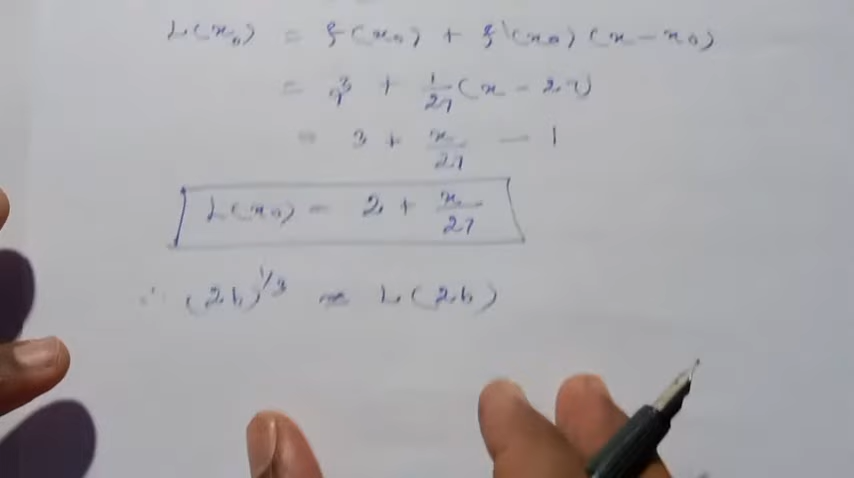 L(x₀) = f(x₀) + f'(x₀) (x - x₀)
= 3 + 1/27 (x - 27)
= 3 + x/27 - 1
L(x₀) = 2 + x/27
∴ (26)^1/3 ≈ L(26)